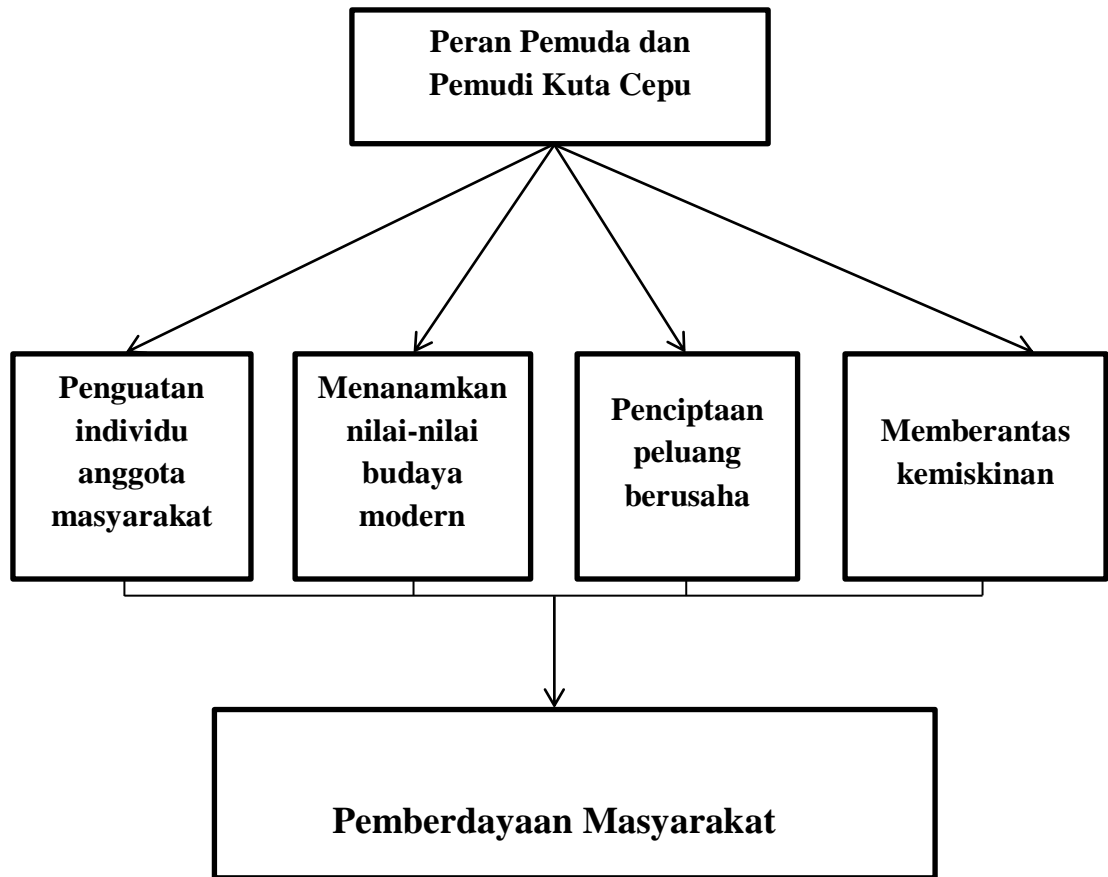 Peran Pemuda dan
Pemudi Kuta Cepu
Penguatan
individu
anggota
masyarakat
Menanamkan
nilai-nilai
budaya
modern
Penciptaan
peluang
berusaha
Memberantas
kemiskinan
Pemberdayaan Masyarakat